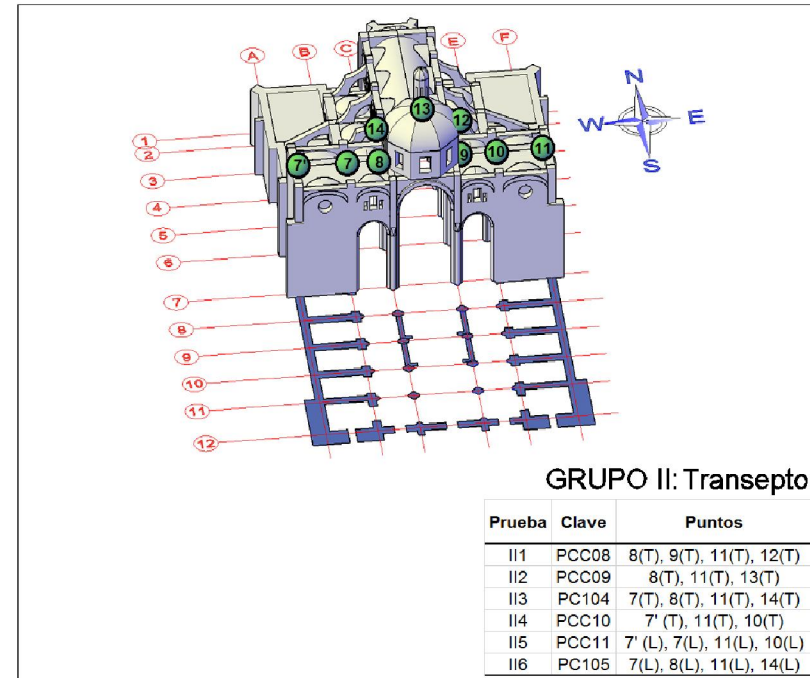 A B C E F
N
W E
S
13
14 12
7' 7 8 9 10 11
1
2
3
4
5
6
7
8
9
10
11
12
GRUPO II: Transepto
Prueba Clave Puntos
II1 PCC08 8(T), 9(T), 11(T), 12(T)
II2 PCC09 8(T), 11(T), 13(T)
II3 PC104 7(T), 8(T), 11(T), 14(T)
II4 PCC10 7' (T), 11(T), 10(T)
II5 PCC11 7' (L), 7(L), 11(L), 10(L)
II6 PC105 7(L), 8(L), 11(L), 14(L)